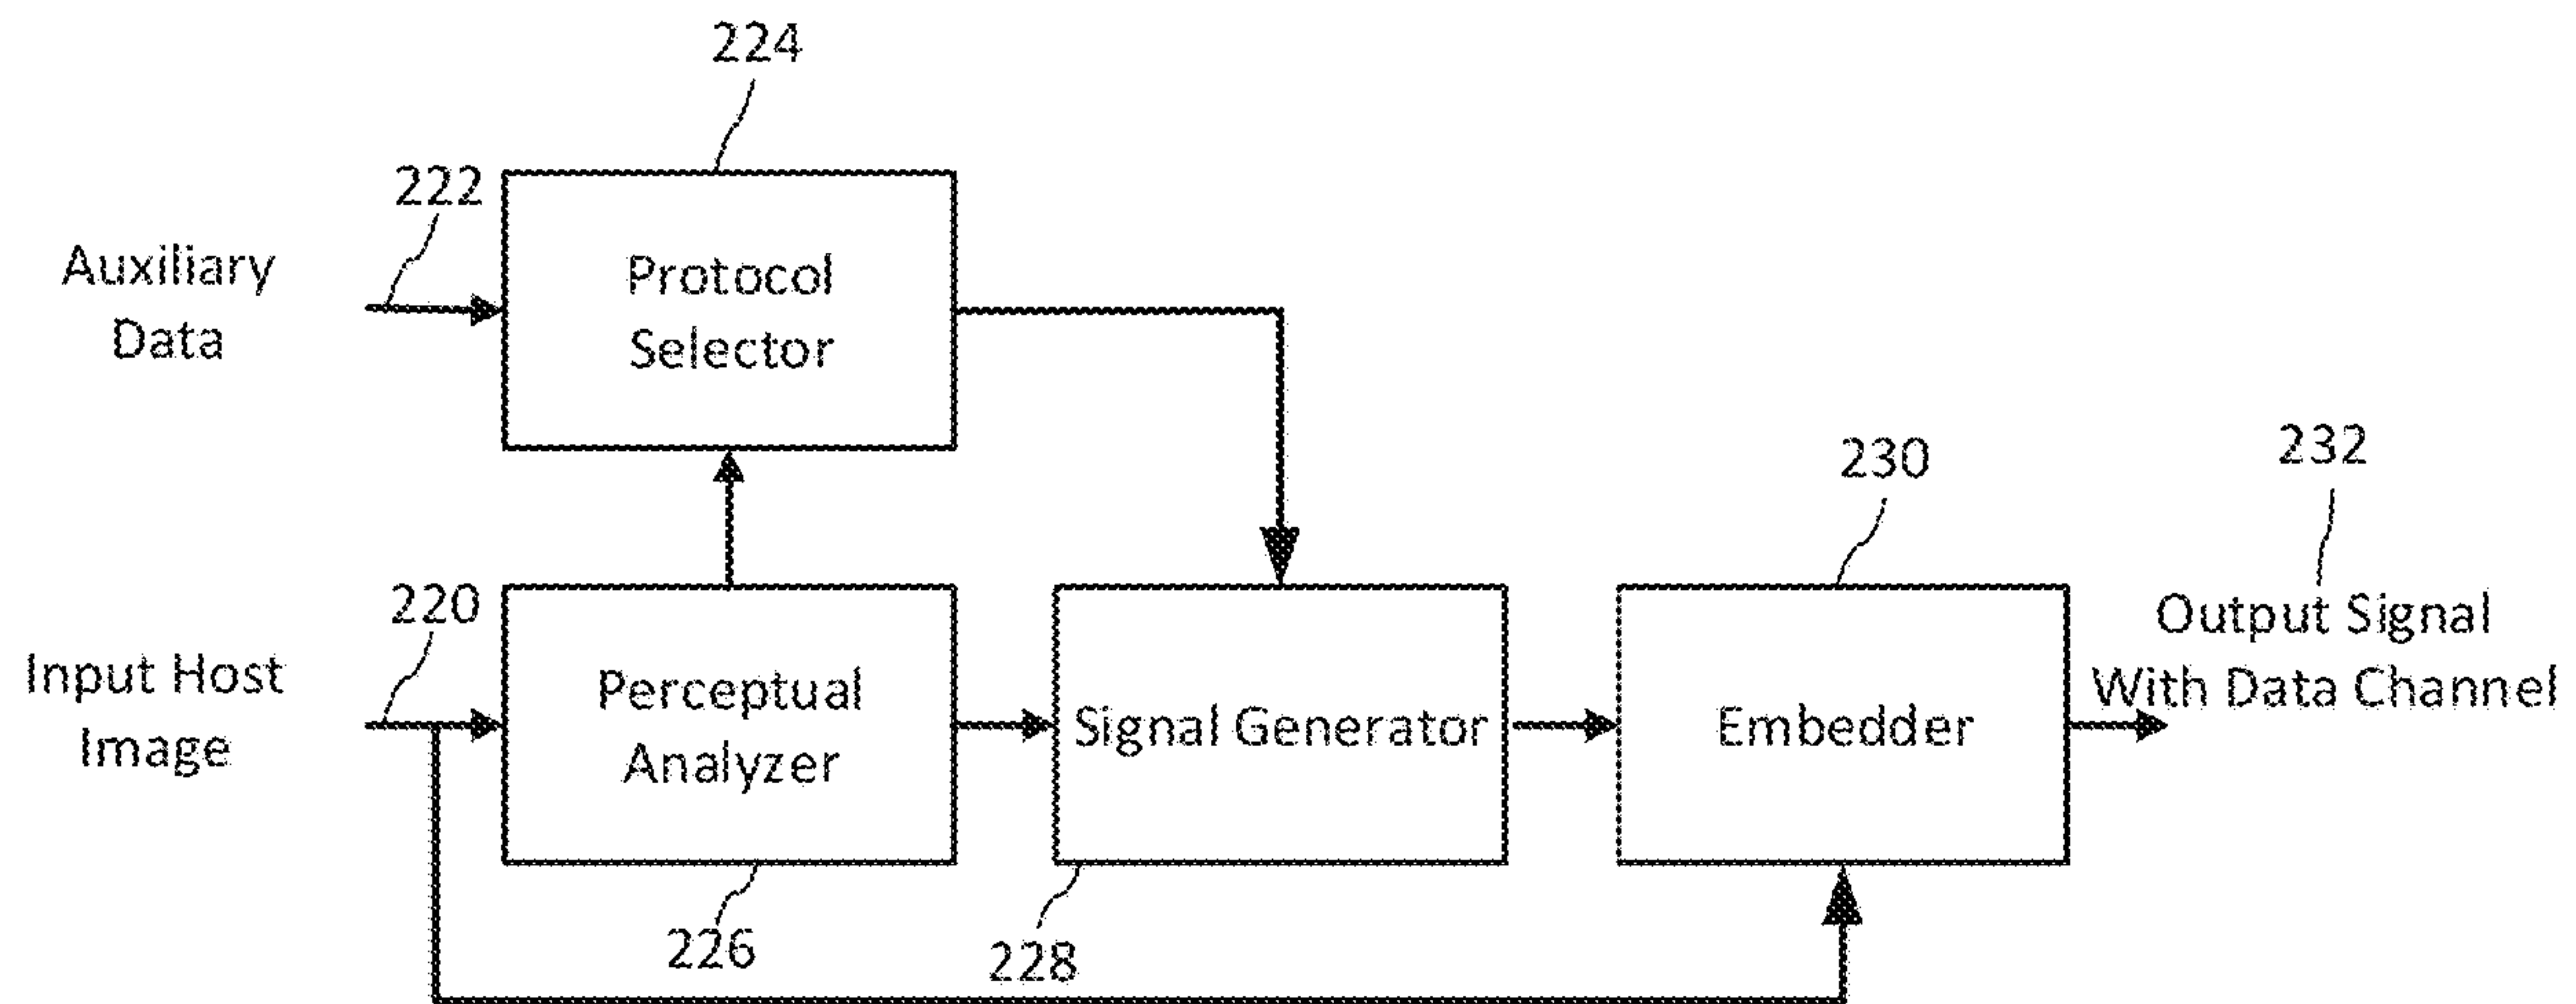 224
222
Auxiliary
Data
Protocol
Selector
230
232
220
Input Host
Image
Perceptual
Analyzer
Signal Generator
Embedder
Output Signal
With Data Channel
226
228